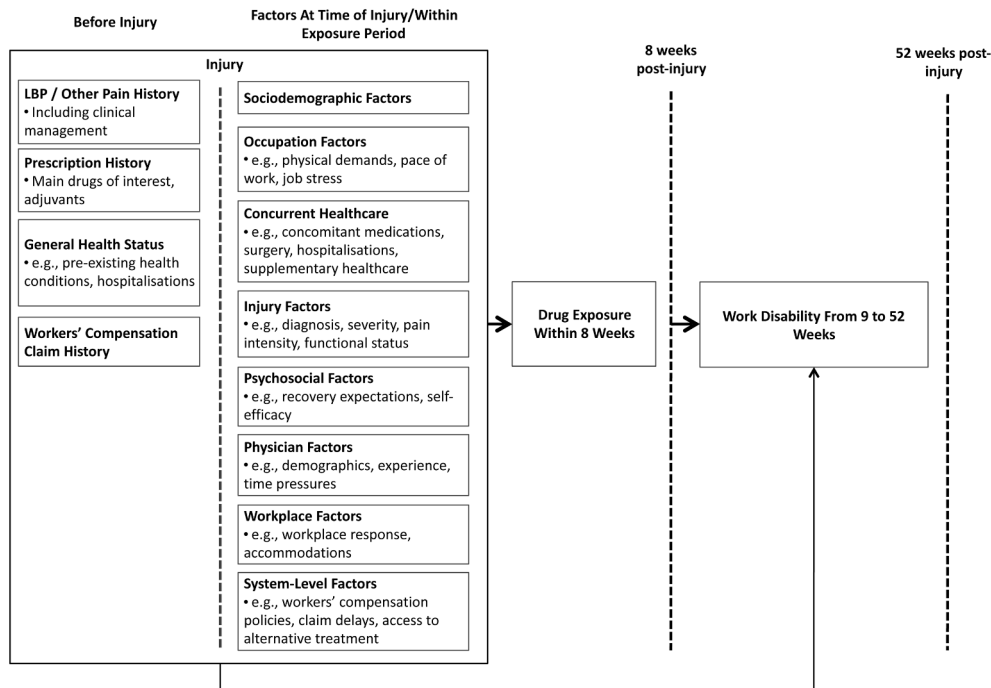 Before Injury
Factors At Time of Injury/Within
Exposure Period
Injury
LBP / Other Pain History
• Including clinical
management
Prescription History
• Main drugs of interest,
adjuvants
General Health Status
• e.g., pre-existing health
conditions, hospitalisations
Workers’ Compensation
Claim History
Sociodemographic Factors
Occupation Factors
• e.g., physical demands, pace of
work, job stress
Concurrent Healthcare
• e.g., concomitant medications,
surgery, hospitalisations,
supplementary healthcare
Injury Factors
• e.g., diagnosis, severity, pain
intensity, functional status
Psychosocial Factors
• e.g., recovery expectations, self-
efficacy
Physician Factors
• e.g., demographics, experience,
time pressures
Workplace Factors
• e.g., workplace response,
accommodations
System-Level Factors
• e.g., workers’ compensation
policies, claim delays, access to
alternative treatment
Drug Exposure
Within 8 Weeks
8 weeks
post-injury
Work Disability From 9 to 52
Weeks
52 weeks post-
injury